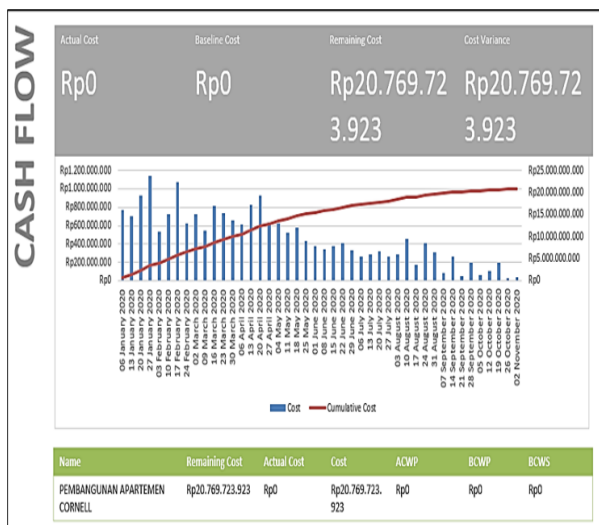 CASH FLOW
Actual Cost Baseline Cost Remaining Cost Cost Variance
Rp0 Rp0 Rp20.769.72 Rp20.769.72
3.923 3.923
Rp1.200.000.000 Rp25.000.000.000
Rp1.000.000.000 Rp20.000.000.000
Rp800.000.000 Rp15.000.000.000
Rp600.000.000
Rp400.000.000 Rp10.000.000.000
Rp200.000.000 Rp5.000.000.000
Rp0 Rp0
06 January 2020
13 January 2020
20 January 2020
27 January 2020
03 February 2020
10 February 2020
17 February 2020
24 February 2020
02 March 2020
09 March 2020
16 March 2020
23 March 2020
30 March 2020
06 April 2020
13 April 2020
20 April 2020
27 April 2020
04 May 2020
11 May 2020
18 May 2020
25 May 2020
01 June 2020
08 June 2020
15 June 2020
22 June 2020
29 June 2020
06 July 2020
13 July 2020
20 July 2020
27 July 2020
03 August 2020
10 August 2020
17 August 2020
24 August 2020
31 August 2020
07 September 2020
14 September 2020
21 September 2020
28 September 2020
05 October 2020
12 October 2020
19 October 2020
26 October 2020
02 November 2020
Cost Cumulative Cost
Name Remaining Cost Actual Cost Cost ACWP BCWP BCWS
PEMBANGUNAN APARTEMEN Rp20.769.723.923 Rp0 Rp20.769.723. Rp0 Rp0 Rp0
CORNELL 923